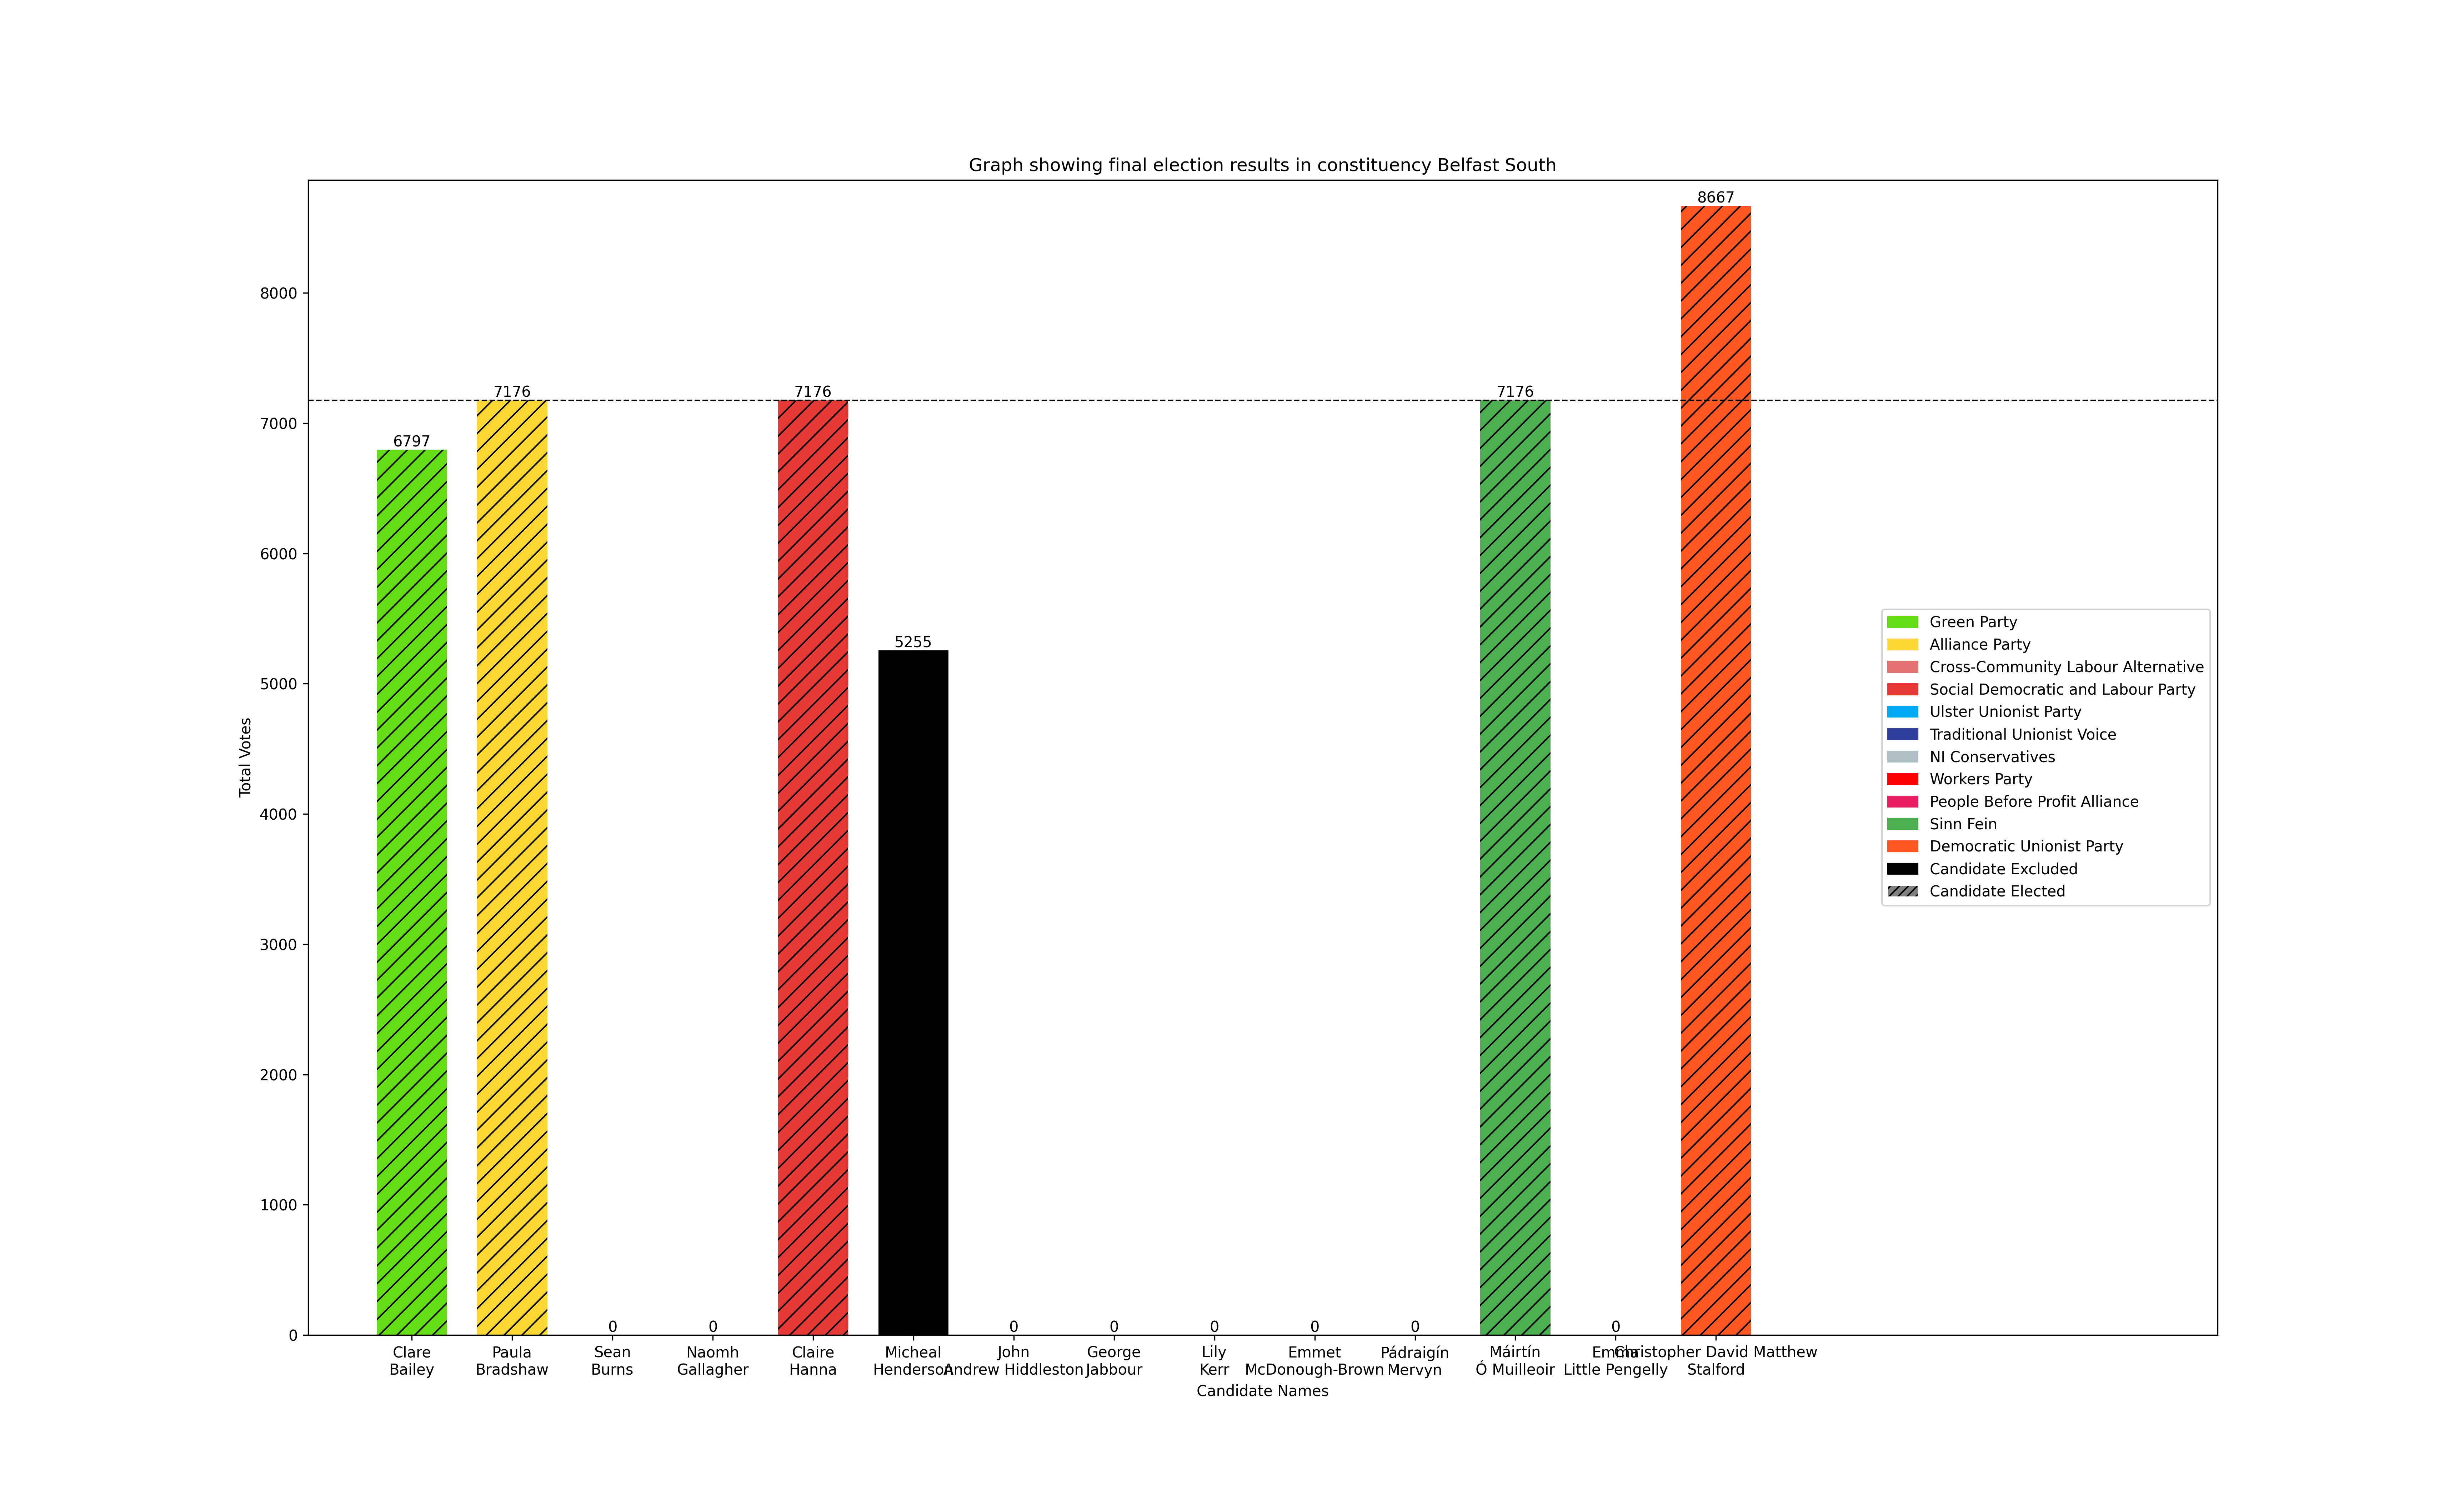 Graph showing final election results in constituency Belfast South
8667
8000
7176
7176
7176
7000
6797
6000
5255
5000
4000
3000
2000
1000
0
Total Votes
0
0
0
0
0
0
0
0
Green Party
Alliance Party
Cross-Community Labour Alternative
Social Democratic and Labour Party
Ulster Unionist Party
Traditional Unionist Voice
NI Conservatives
Workers Party
People Before Profit Alliance
Sinn Fein
Democratic Unionist Party
Candidate Excluded
Candidate Elected
Clare
Bailey
Paula
Bradshaw
Sean
Burns
Naomh
Gallagher
Claire
Hanna
Micheal
Henderson
John
Andrew Hiddleston
George
Jabbour
Lily
Kerr
Emmet
McDonough-Brown
Pádraigín
Mervyn
Máirtín
Ó Muilleoir
Emma
Little Pengelly
Christopher David Matthew
Stalford
Candidate Names